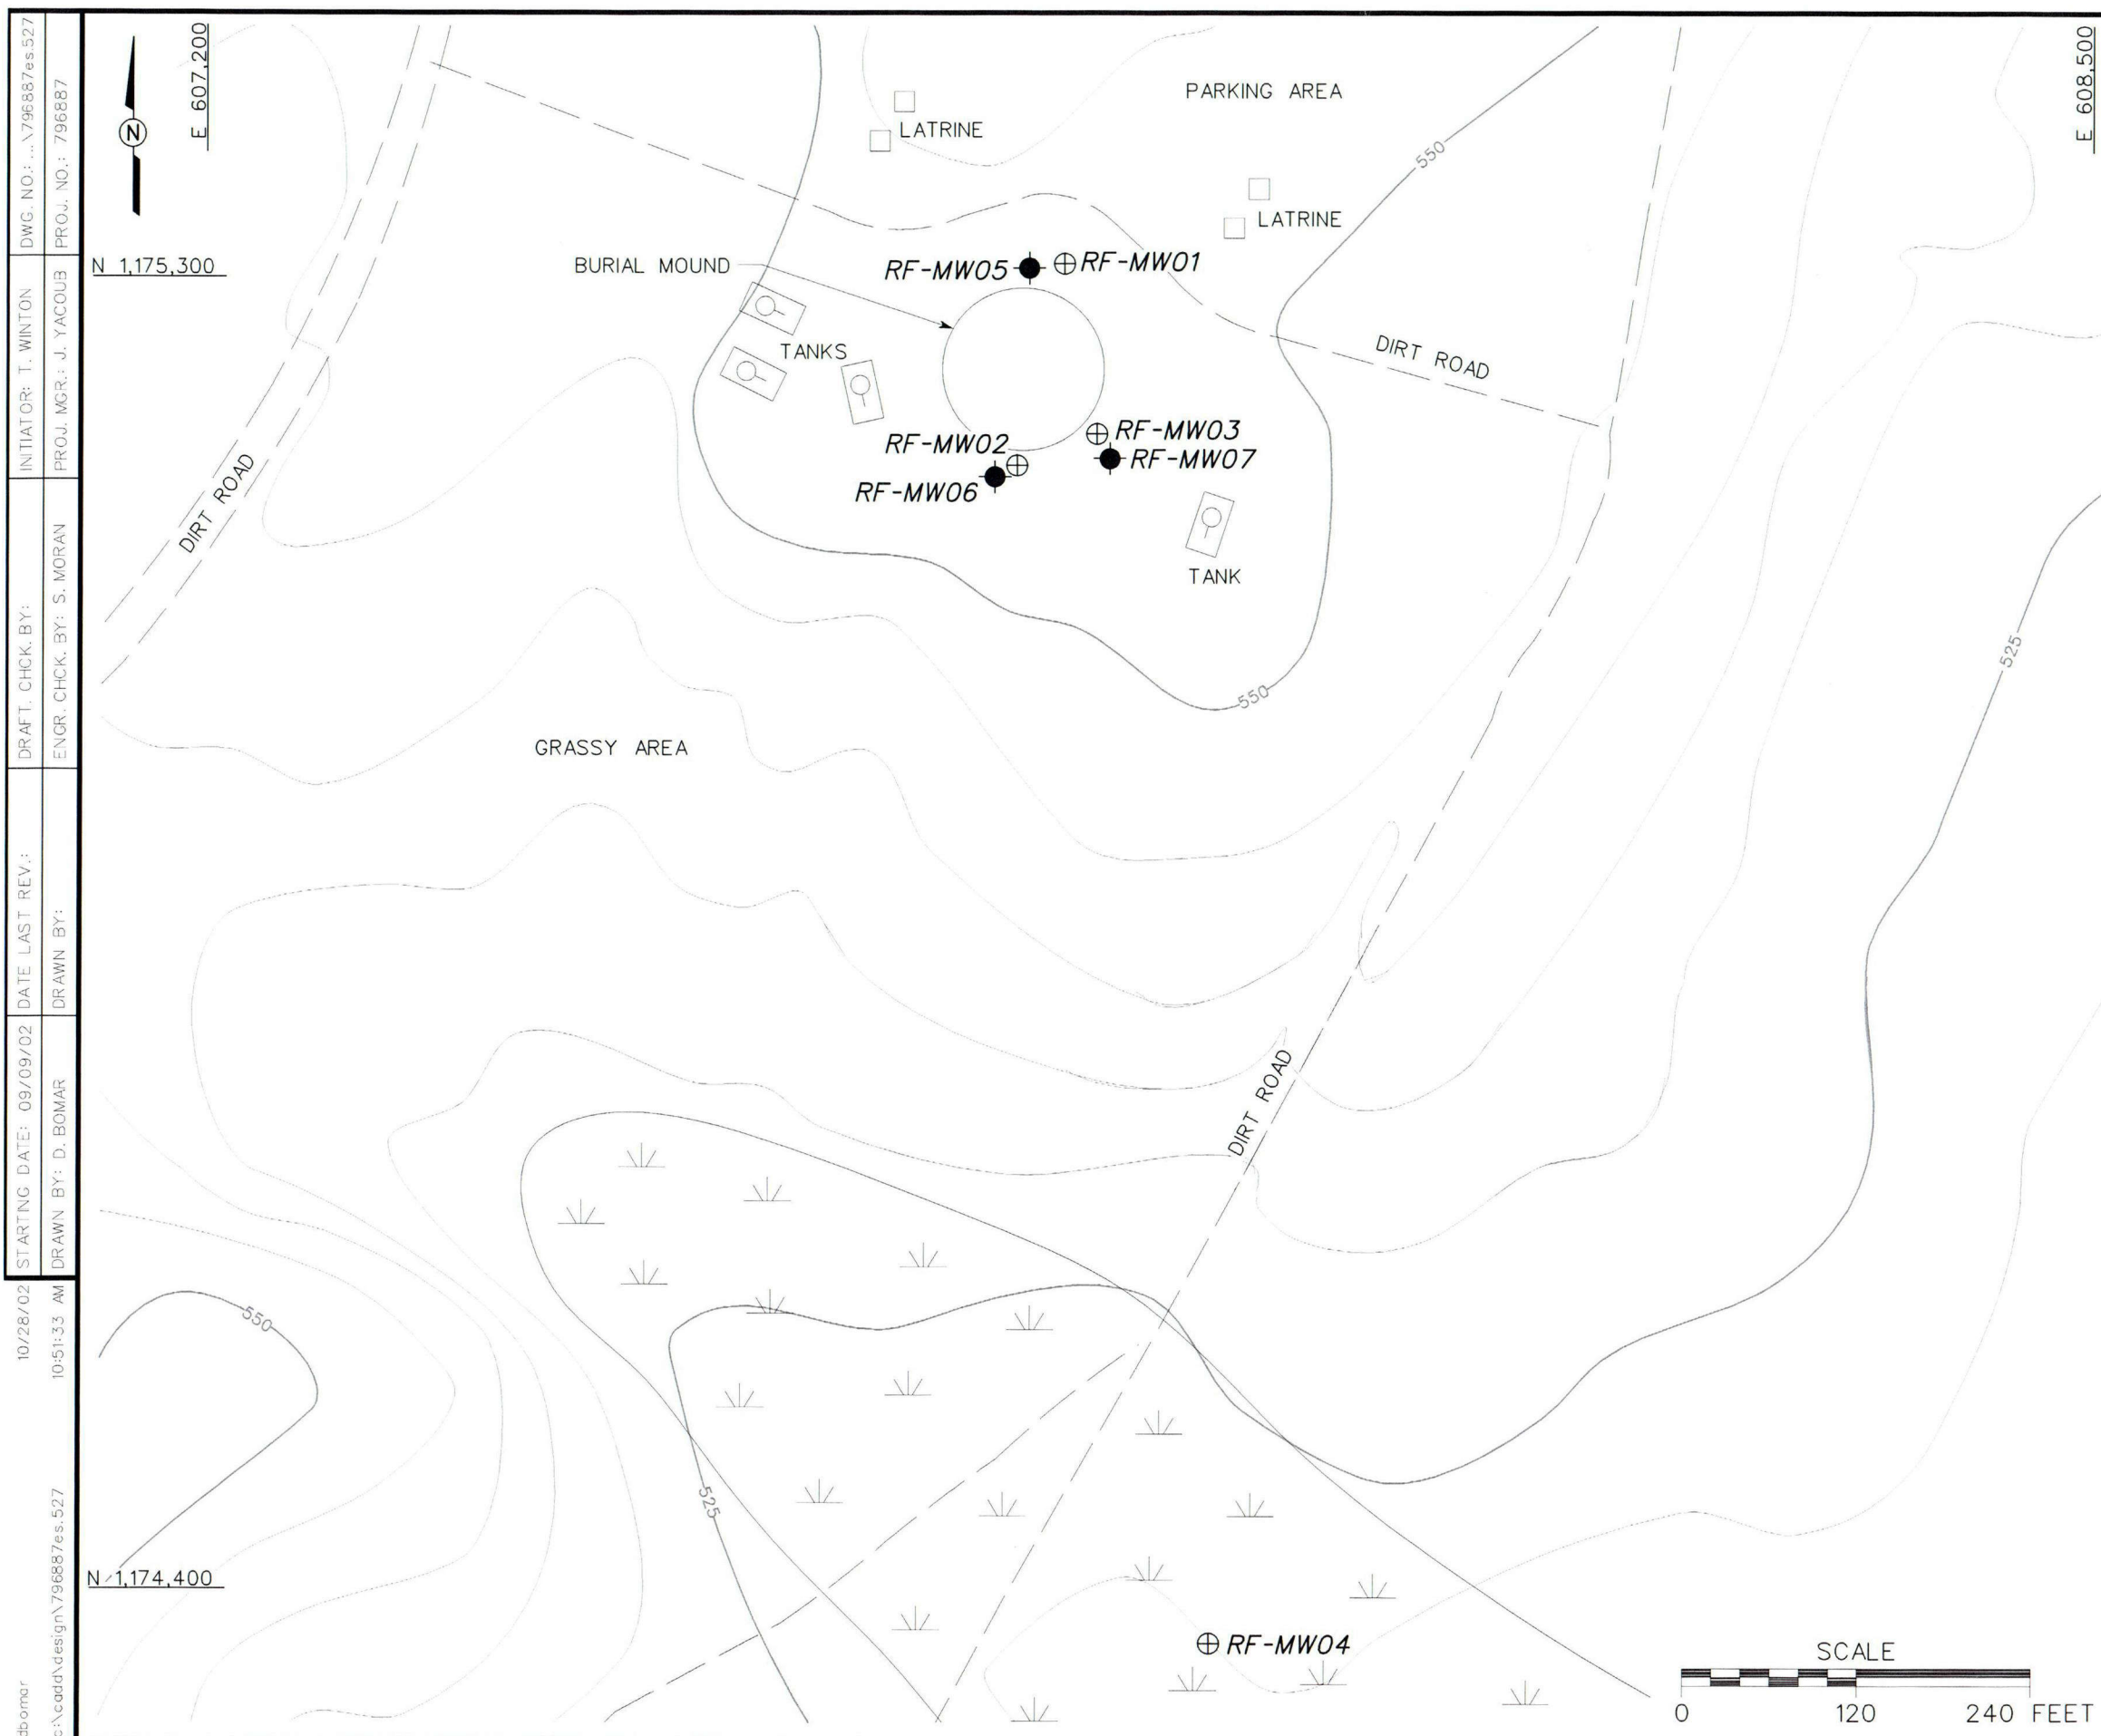 DWG. NO.: ...\796887es.527
PROJ. NO.: 796887
INITIATOR: T. WINTON
PROJ. MGR.: J. YACOUB
DRAFT. CHCK. BY:
ENGR. CHCK. BY: S. MORAN
DATE LAST REV.:
DRAWN BY:
STARTING DATE: 09/09/02
DRAWN BY: D. BOMAR
10/28/02
10:51:33 AM
dbomar
c:\cadd\design\796887es.527
N
E 607,200
E 608,500
PARKING AREA
LATRINE
550
LATRINE
N 1,175,300
BURIAL MOUND
RF-MW05
RF-MW01
TANKS
DIRT ROAD
RF-MW02
RF-MW03
RF-MW07
RF-MW06
DIRT ROAD
TANK
525
550
GRASSY AREA
DIRT ROAD
550
525
N 1,174,400
RF-MW04
SCALE
0 120 240 FEET